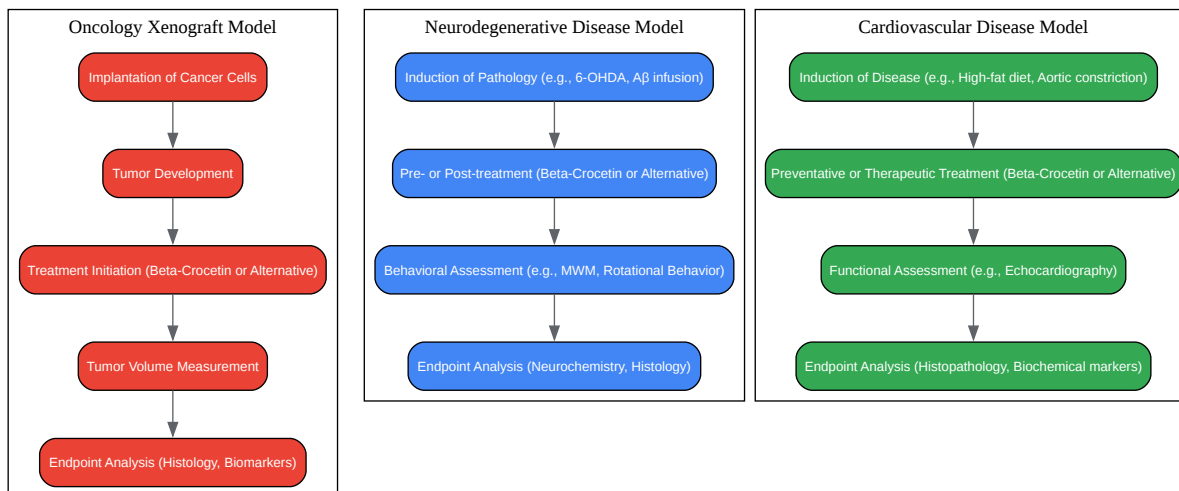 Oncology Xenograft Model
Implantation of Cancer Cells
Tumor Development
Treatment Initiation (Beta-Crocetin or Alternative)
Tumor Volume Measurement
Endpoint Analysis (Histology, Biomarkers)
Neurodegenerative Disease Model
Induction of Pathology (e.g., 6-OHDA, Aβ infusion)
Pre- or Post-treatment (Beta-Crocetin or Alternative)
Behavioral Assessment (e.g., MWM, Rotational Behavior)
Endpoint Analysis (Neurochemistry, Histology)
Cardiovascular Disease Model
Induction of Disease (e.g., High-fat diet, Aortic constriction)
Preventative or Therapeutic Treatment (Beta-Crocetin or Alternative)
Functional Assessment (e.g., Echocardiography)
Endpoint Analysis (Histopathology, Biochemical markers)